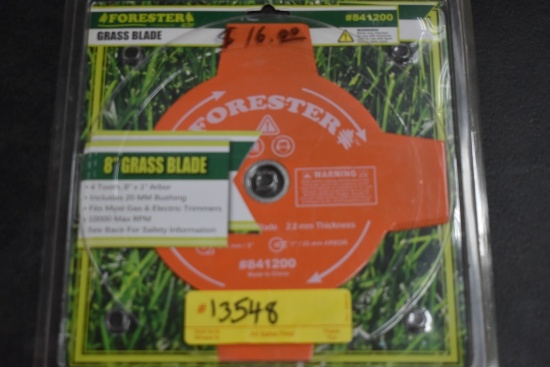 FORESTER
#841200
GRASS BLADE
$ 16.00
WARNING
FORESTER
8" GRASS BLADE
4 Tooth, 8" x 1" Arbor
Includes 20 MM Bushing
Fits Most Gas & Electric Trimmers
10000 Max RPM
See Back For Safety Information
WARNING
2.2 mm Thickness
#841200
Made in China
#13548